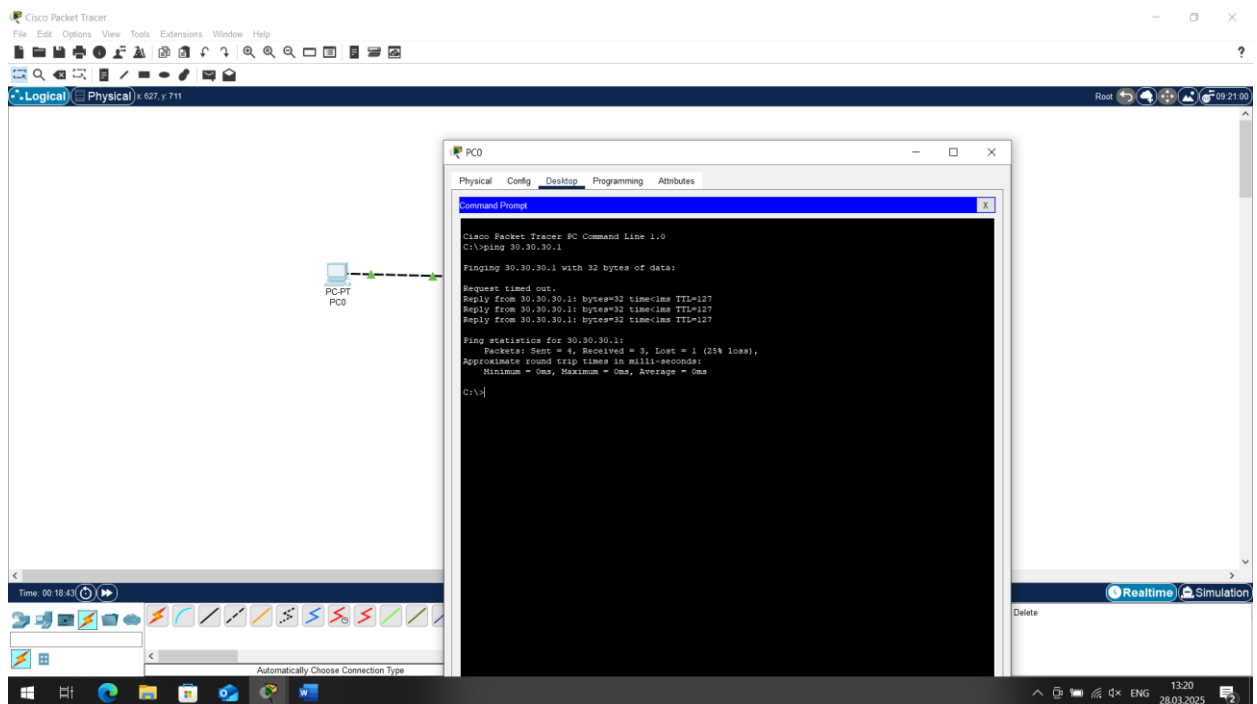 Cisco Packet Tracer
File Edit Options View Tools Extensions Window Help
?
Logical Physical x: 627, y: 711
Root 09:21:00
PC0
Physical Config Desktop Programming Attributes
Command Prompt X
Cisco Packet Tracer PC Command Line 1.0
C:\>ping 30.30.30.1
Pinging 30.30.30.1 with 32 bytes of data:
Request timed out.
Reply from 30.30.30.1: bytes=32 time<1ms TTL=127
Reply from 30.30.30.1: bytes=32 time<1ms TTL=127
Reply from 30.30.30.1: bytes=32 time<1ms TTL=127
Ping statistics for 30.30.30.1:
Packets: Sent = 4, Received = 3, Lost = 1 (25% loss),
Approximate round trip times in milli-seconds:
Minimum = 0ms, Maximum = 0ms, Average = 0ms
C:\>
PC-PT
PC0
Time: 00:18:43
Realtime Simulation
Delete
Automatically Choose Connection Type
ENG
13:20
28.03.2025
2